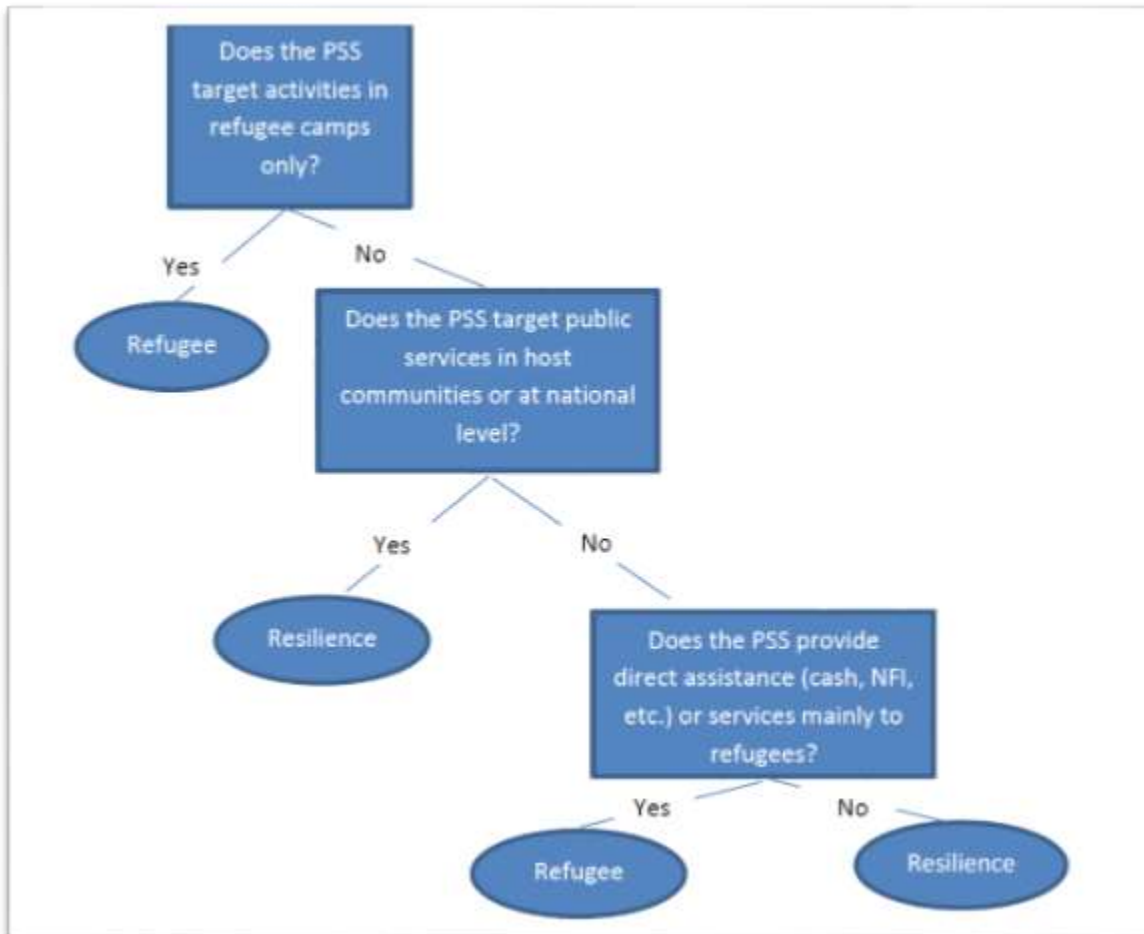 Does the PSS
target activities in
refugee camps
only?
Yes
No
Refugee
Does the PSS target public
services in host
communities or at national
level?
Yes
No
Resilience
Does the PSS provide
direct assistance (cash, NFI,
etc.) or services mainly to
refugees?
Yes
No
Refugee
Resilience